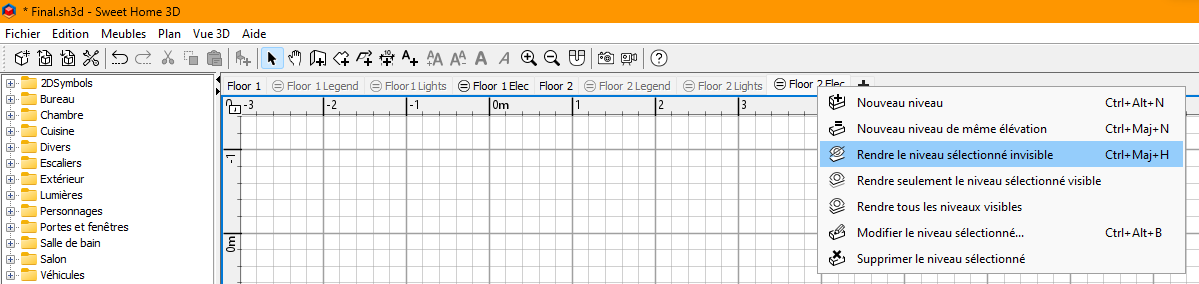 * Final.sh3d - Sweet Home 3D
Fichier Edition Meubles Plan Vue 3D Aide
Floor 1 Floor 1 Legend Floor 1 Lights Floor 1 Elec Floor 2 Floor 2 Legend Floor 2 Lights Floor 2 Elec
-3 -2 -1 0m 1 2 3
-1
0m
2DSymbols
Bureau
Chambre
Cuisine
Divers
Escaliers
Extérieur
Lumières
Personnages
Portes et fenêtres
Salle de bain
Salon
Véhicules
Nouveau niveau Ctrl+Alt+N
Nouveau niveau de même élévation Ctrl+Maj+N
Rendre le niveau sélectionné invisible Ctrl+Maj+H
Rendre seulement le niveau sélectionné visible
Rendre tous les niveaux visibles
Modifier le niveau sélectionné... Ctrl+Alt+B
Supprimer le niveau sélectionné